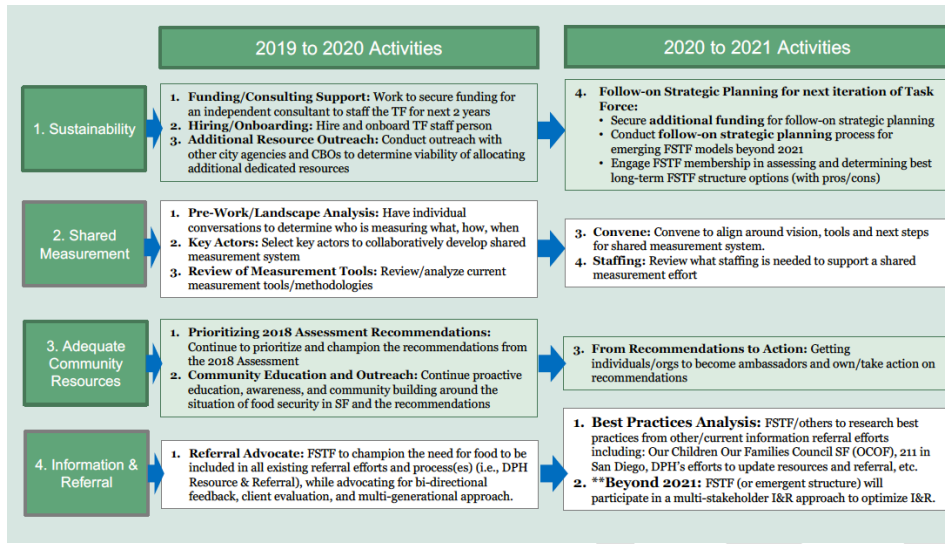 2019 to 2020 Activities
2020 to 2021 Activities
1. Sustainability
1. Funding/Consulting Support: Work to secure funding for
an independent consultant to staff the TF for next 2 years
2. Hiring/Onboarding: Hire and onboard TF staff person
3. Additional Resource Outreach: Conduct outreach with
other city agencies and CBOs to determine viability of allocating
additional dedicated resources
4. Follow-on Strategic Planning for next iteration of Task
Force:
• Secure additional funding for follow-on strategic planning
• Conduct follow-on strategic planning process for
emerging FSTF models beyond 2021
• Engage FSTF membership in assessing and determining best
long-term FSTF structure options (with pros/cons)
2. Shared
Measurement
1. Pre-Work/Landscape Analysis: Have individual
conversations to determine who is measuring what, how, when
2. Key Actors: Select key actors to collaboratively develop shared
measurement system
3. Review of Measurement Tools: Review/analyze current
measurement tools/methodologies
3. Convene: Convene to align around vision, tools and next steps
for shared measurement system.
4. Staffing: Review what staffing is needed to support a shared
measurement effort
3. Adequate
Community
Resources
1. Prioritizing 2018 Assessment Recommendations:
Continue to prioritize and champion the recommendations from
the 2018 Assessment
2. Community Education and Outreach: Continue proactive
education, awareness, and community building around the
situation of food security in SF and the recommendations
3. From Recommendations to Action: Getting
individuals/orgs to become ambassadors and own/take action on
recommendations
4. Information &
Referral
1. Referral Advocate: FSTF to champion the need for food to be
included in all existing referral efforts and process(es) (i.e., DPH
Resource & Referral), while advocating for bi-directional
feedback, client evaluation, and multi-generational approach.
1. Best Practices Analysis: FSTF/others to research best
practices from other/current information referral efforts
including: Our Children Our Families Council SF (OCOF), 211 in
San Diego, DPH's efforts to update resources and referral, etc.
2. **Beyond 2021: FSTF (or emergent structure) will
participate in a multi-stakeholder I&R approach to optimize I&R.